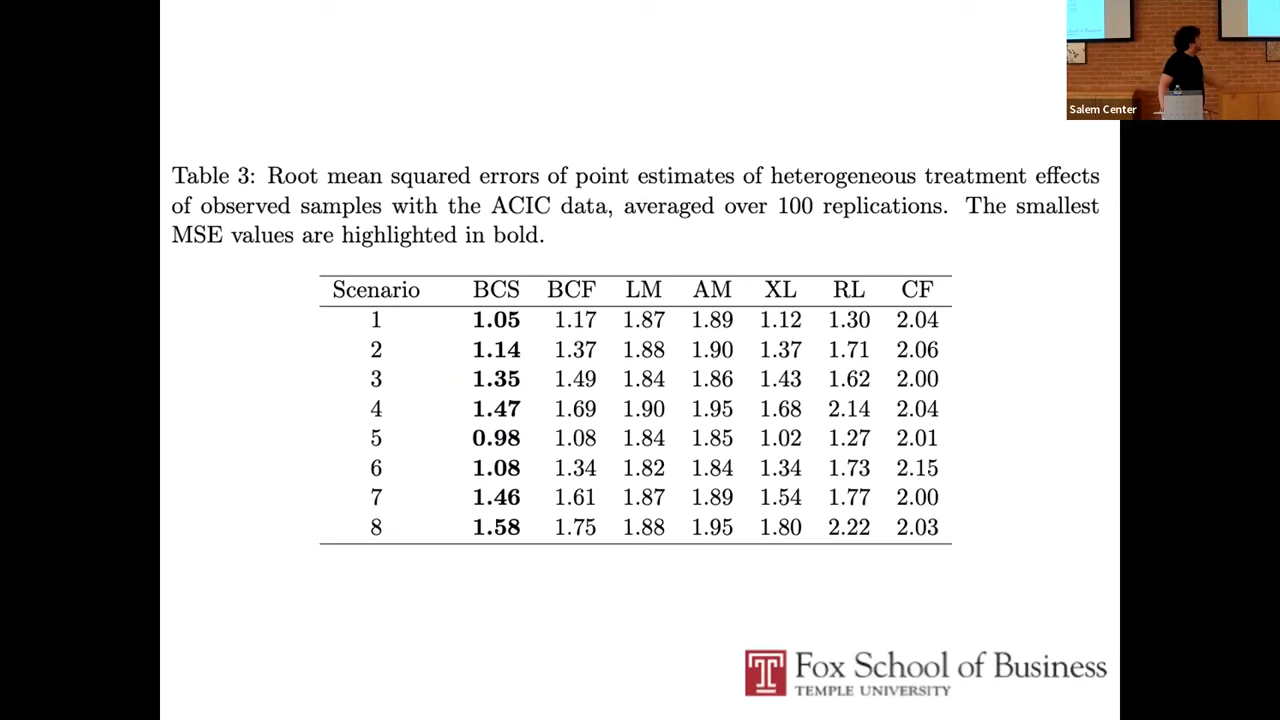 Salem Center
Table 3: Root mean squared errors of point estimates of heterogeneous treatment effects
of observed samples with the ACIC data, averaged over 100 replications. The smallest
MSE values are highlighted in bold.
Scenario BCS BCF LM AM XL RL CF
1 1.05 1.17 1.87 1.89 1.12 1.30 2.04
2 1.14 1.37 1.88 1.90 1.37 1.71 2.06
3 1.35 1.49 1.84 1.86 1.43 1.62 2.00
4 1.47 1.69 1.90 1.95 1.68 2.14 2.04
5 0.98 1.08 1.84 1.85 1.02 1.27 2.01
6 1.08 1.34 1.82 1.84 1.34 1.73 2.15
7 1.46 1.61 1.87 1.89 1.54 1.77 2.00
8 1.58 1.75 1.88 1.95 1.80 2.22 2.03
Fox School of Business
TEMPLE UNIVERSITY